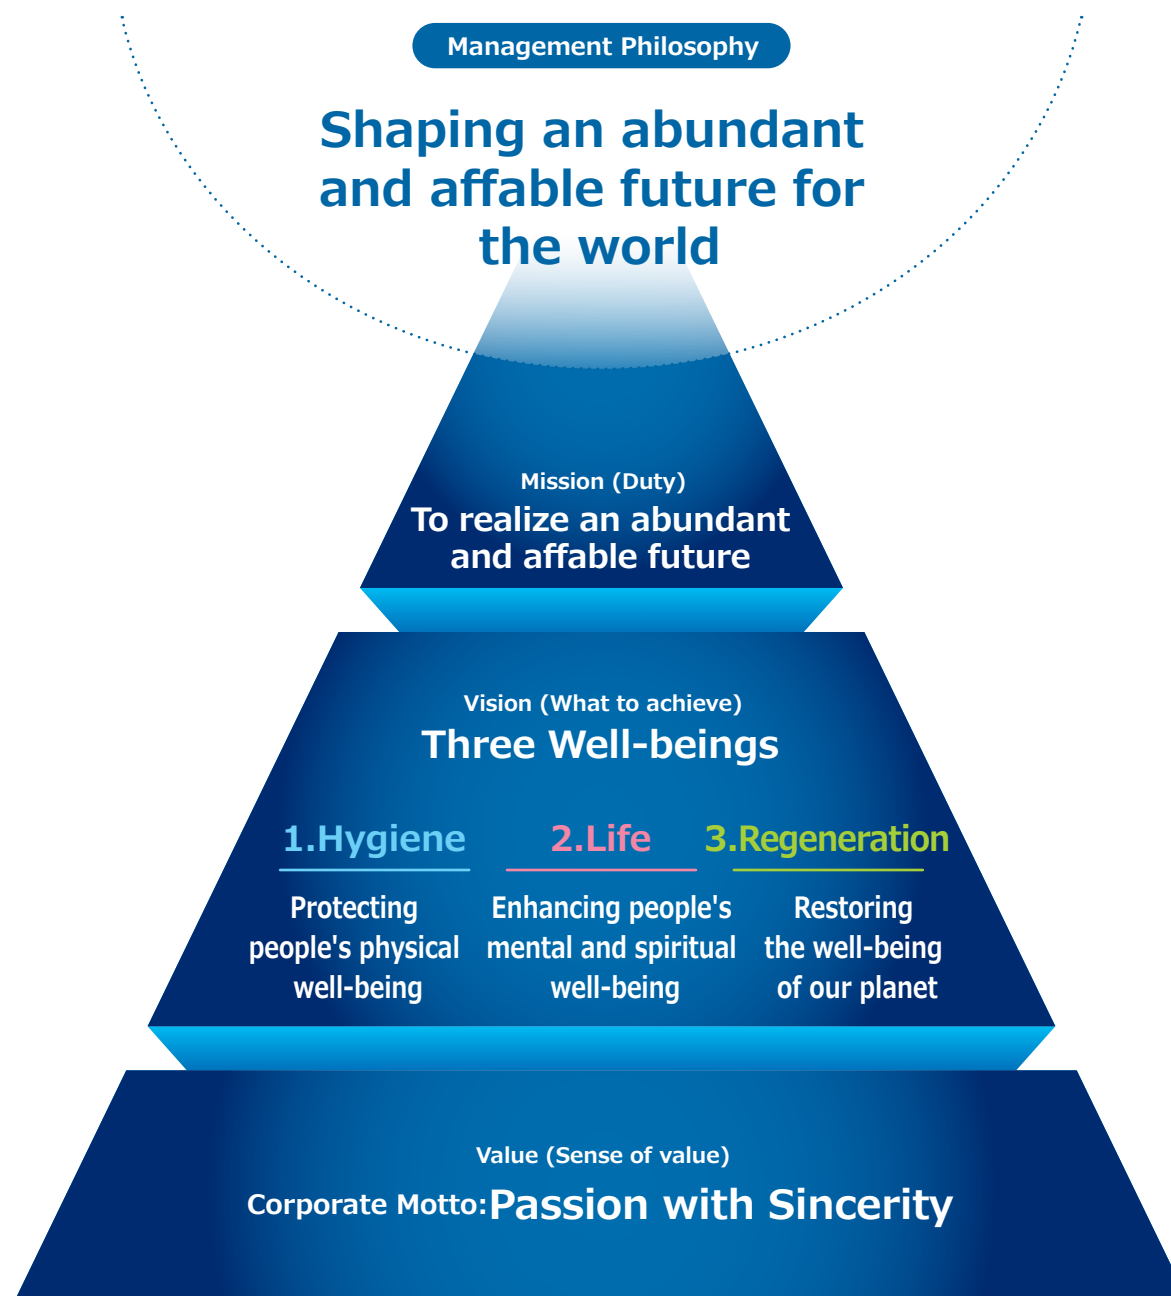 Management Philosophy
Shaping an abundant
and affable future for
the world
Mission (Duty)
To realize an abundant
and affable future
Vision (What to achieve)
Three Well-beings
1.Hygiene
Protecting
people's physical
well-being
2.Life
Enhancing people's
mental and spiritual
well-being
3.Regeneration
Restoring
the well-being
of our planet
Value (Sense of value)
Corporate Motto:Passion with Sincerity